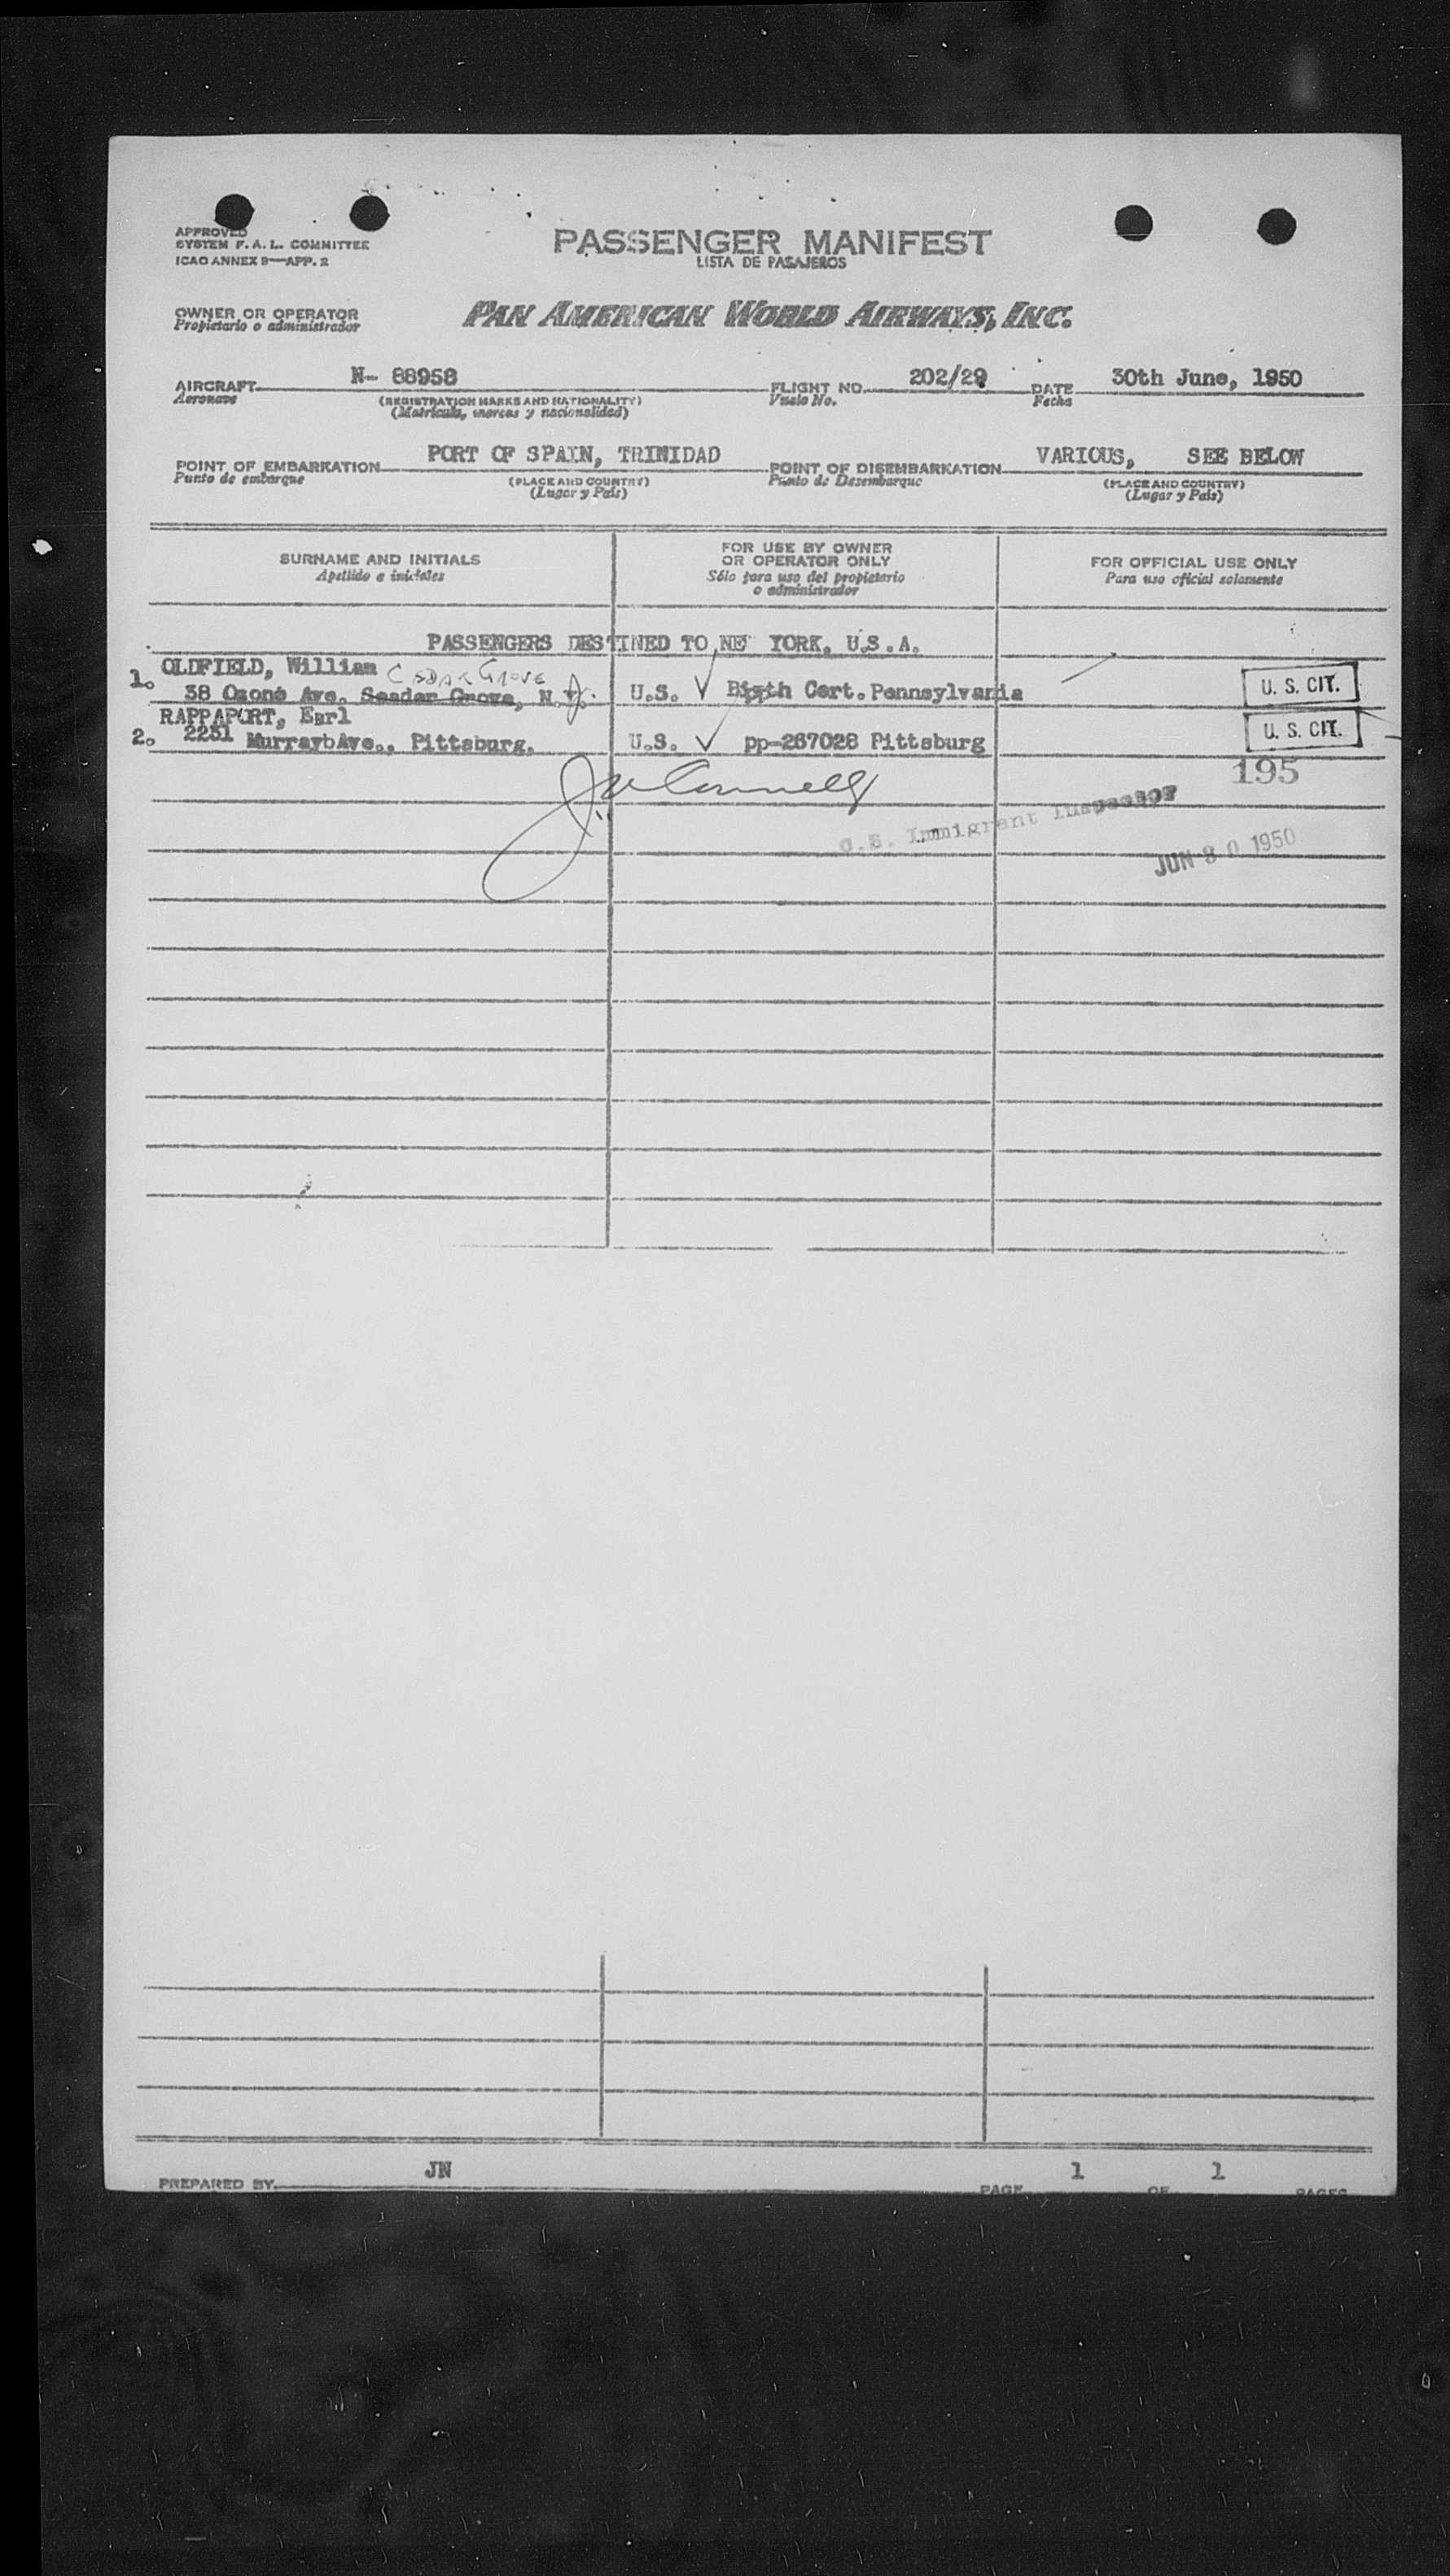 APPROVED
SYSTEM F. A. L. COMMITTEE
ICAO ANNEX 9—APP. 2
PASSENGER MANIFEST
LISTA DE PASAJEROS
OWNER OR OPERATOR
Propietario o administrador
PAN AMERICAN WORLD AIRWAYS, INC.
AIRCRAFT N- 88958 FLIGHT NO. 202/29 DATE 30th June, 1950
Aeronave (REGISTRATION MARKS AND NATIONALITY) Vuelo No. Fecha
(Matricula, marcas y nacionalidad)
POINT OF EMBARKATION PORT OF SPAIN, TRINIDAD POINT OF DISEMBARKATION VARIOUS, SEE BELOW
Punto de embarque (PLACE AND COUNTRY) Punto de Desembarque (PLACE AND COUNTRY)
(Lugar y País) (Lugar y País)
SURNAME AND INITIALS FOR USE BY OWNER OR OPERATOR ONLY FOR OFFICIAL USE ONLY
Apellido e iniciales Sólo para uso del propietario o administrador Para uso oficial solamente
PASSENGERS DESTINED TO NE YORK, U.S.A.
OLDFIELD, William CEDAR GROVE
1. 38 Ozone Ave. Seadar Grove, N.J. U.S. Birth Cert. Pennsylvania U. S. CIT.
RAPPAPORT, Earl
2. 2251 MurraybAve., Pittsburg. U.S. pp-267028 Pittsburg U. S. CIT.
195
U.S. Immigrant Inspector
JUN 30 1950
PREPARED BY JN PAGE 1 OF 1 PAGES